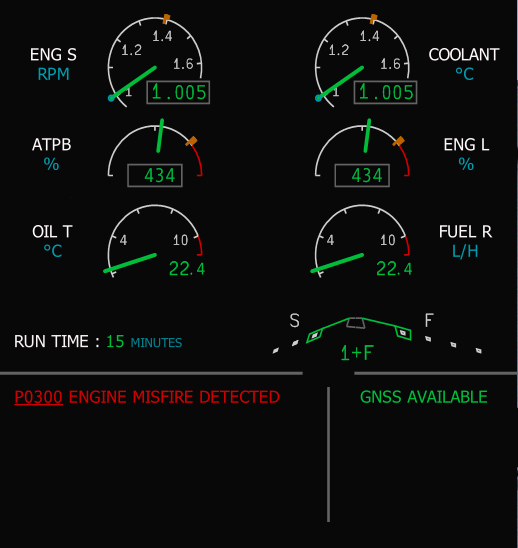 ENG S
RPM
1
1.2
1.4
1.6
1.005
1
1.2
1.4
1.6
1.005
COOLANT
°C
ATPB
%
434
434
ENG L
%
OIL T
°C
4
10
22.4
4
10
22.4
FUEL R
L/H
RUN TIME : 15 MINUTES
S
F
1+F
P0300 ENGINE MISFIRE DETECTED
GNSS AVAILABLE